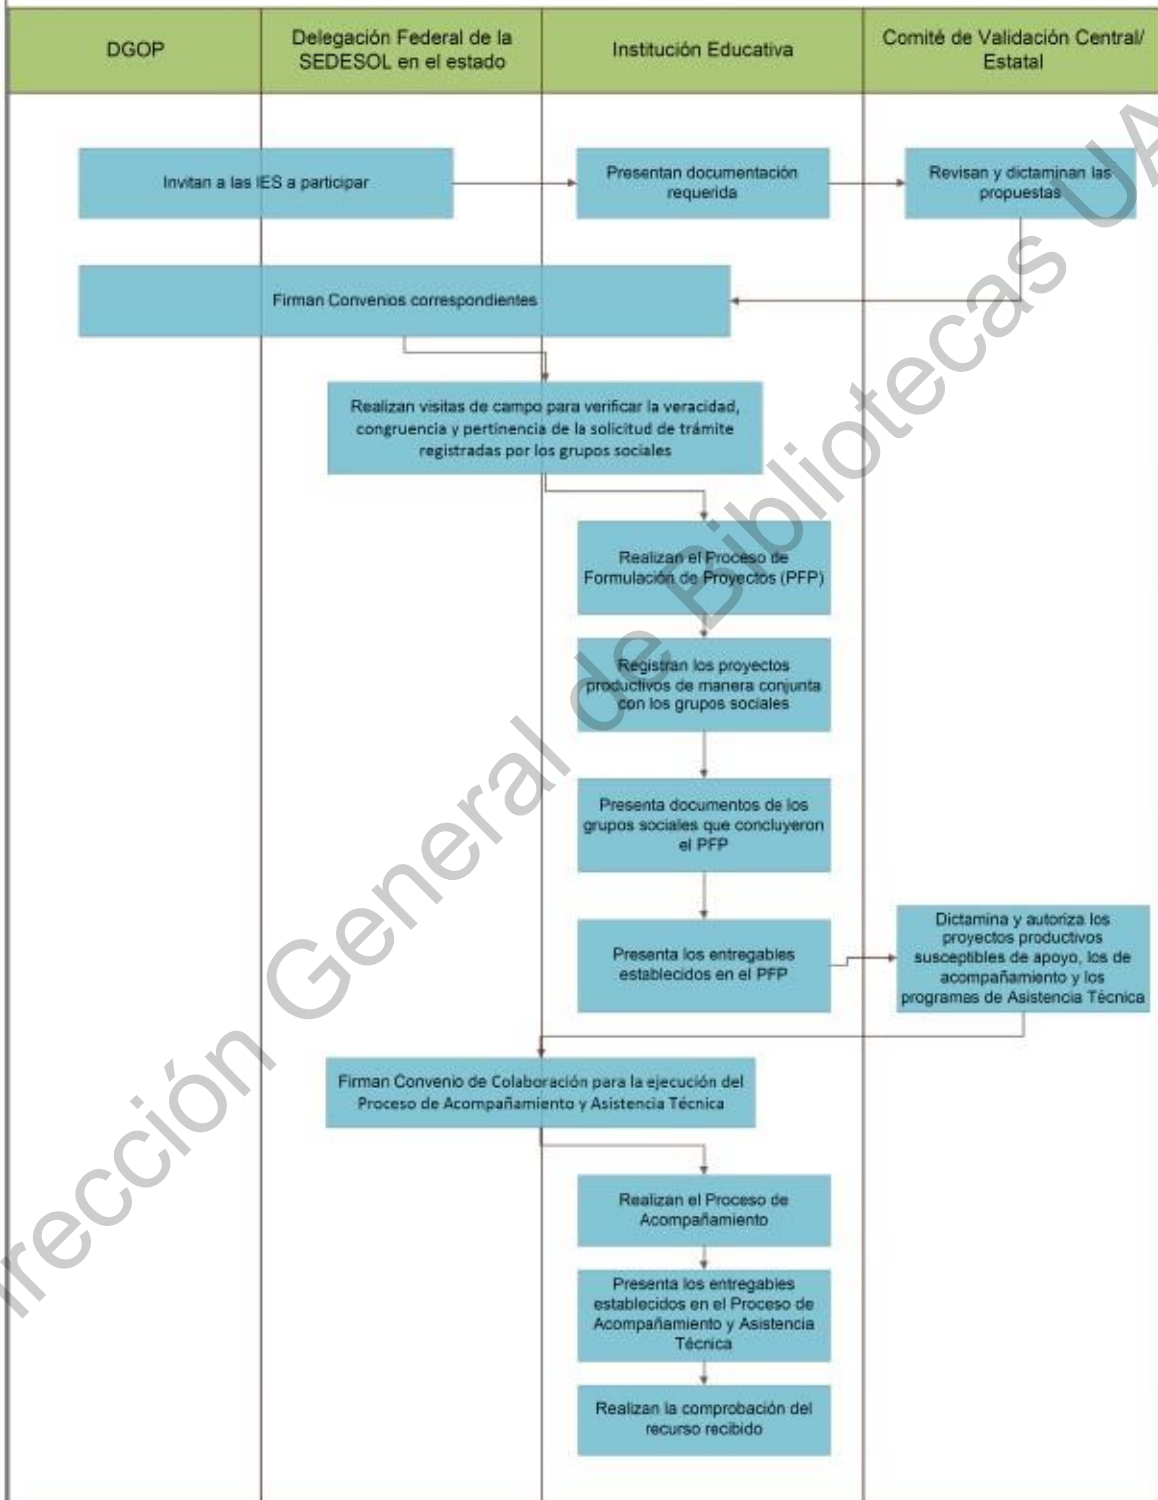 DGOP
Delegación Federal de la
SEDESOL en el estado
Institución Educativa
Comité de Validación Central/
Estatal
Invitan a las IES a participar
Presentan documentación
requerida
Revisan y dictaminan las
propuestas
Firman Convenios correspondientes
Realizan visitas de campo para verificar la veracidad,
congruencia y pertinencia de la solicitud de trámite
registradas por los grupos sociales
Realizan el Proceso de
Formulación de Proyectos (PFP)
Registran los proyectos
productivos de manera conjunta
con los grupos sociales
Presenta documentos de los
grupos sociales que concluyeron
el PFP
Presenta los entregables
establecidos en el PFP
Dictamina y autoriza los
proyectos productivos
susceptibles de apoyo, los de
acompañamiento y los
programas de Asistencia Técnica
Firman Convenio de Colaboración para la ejecución del
Proceso de Acompañamiento y Asistencia Técnica
Realizan el Proceso de
Acompañamiento
Presenta los entregables
establecidos en el Proceso de
Acompañamiento y Asistencia
Técnica
Realizan la comprobación del
recurso recibido
rección General de Bibliotecas UA